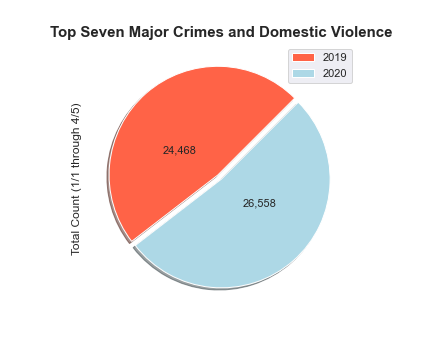 Top Seven Major Crimes and Domestic Violence
2019
2020
24,468
26,558
Total Count (1/1 through 4/5)